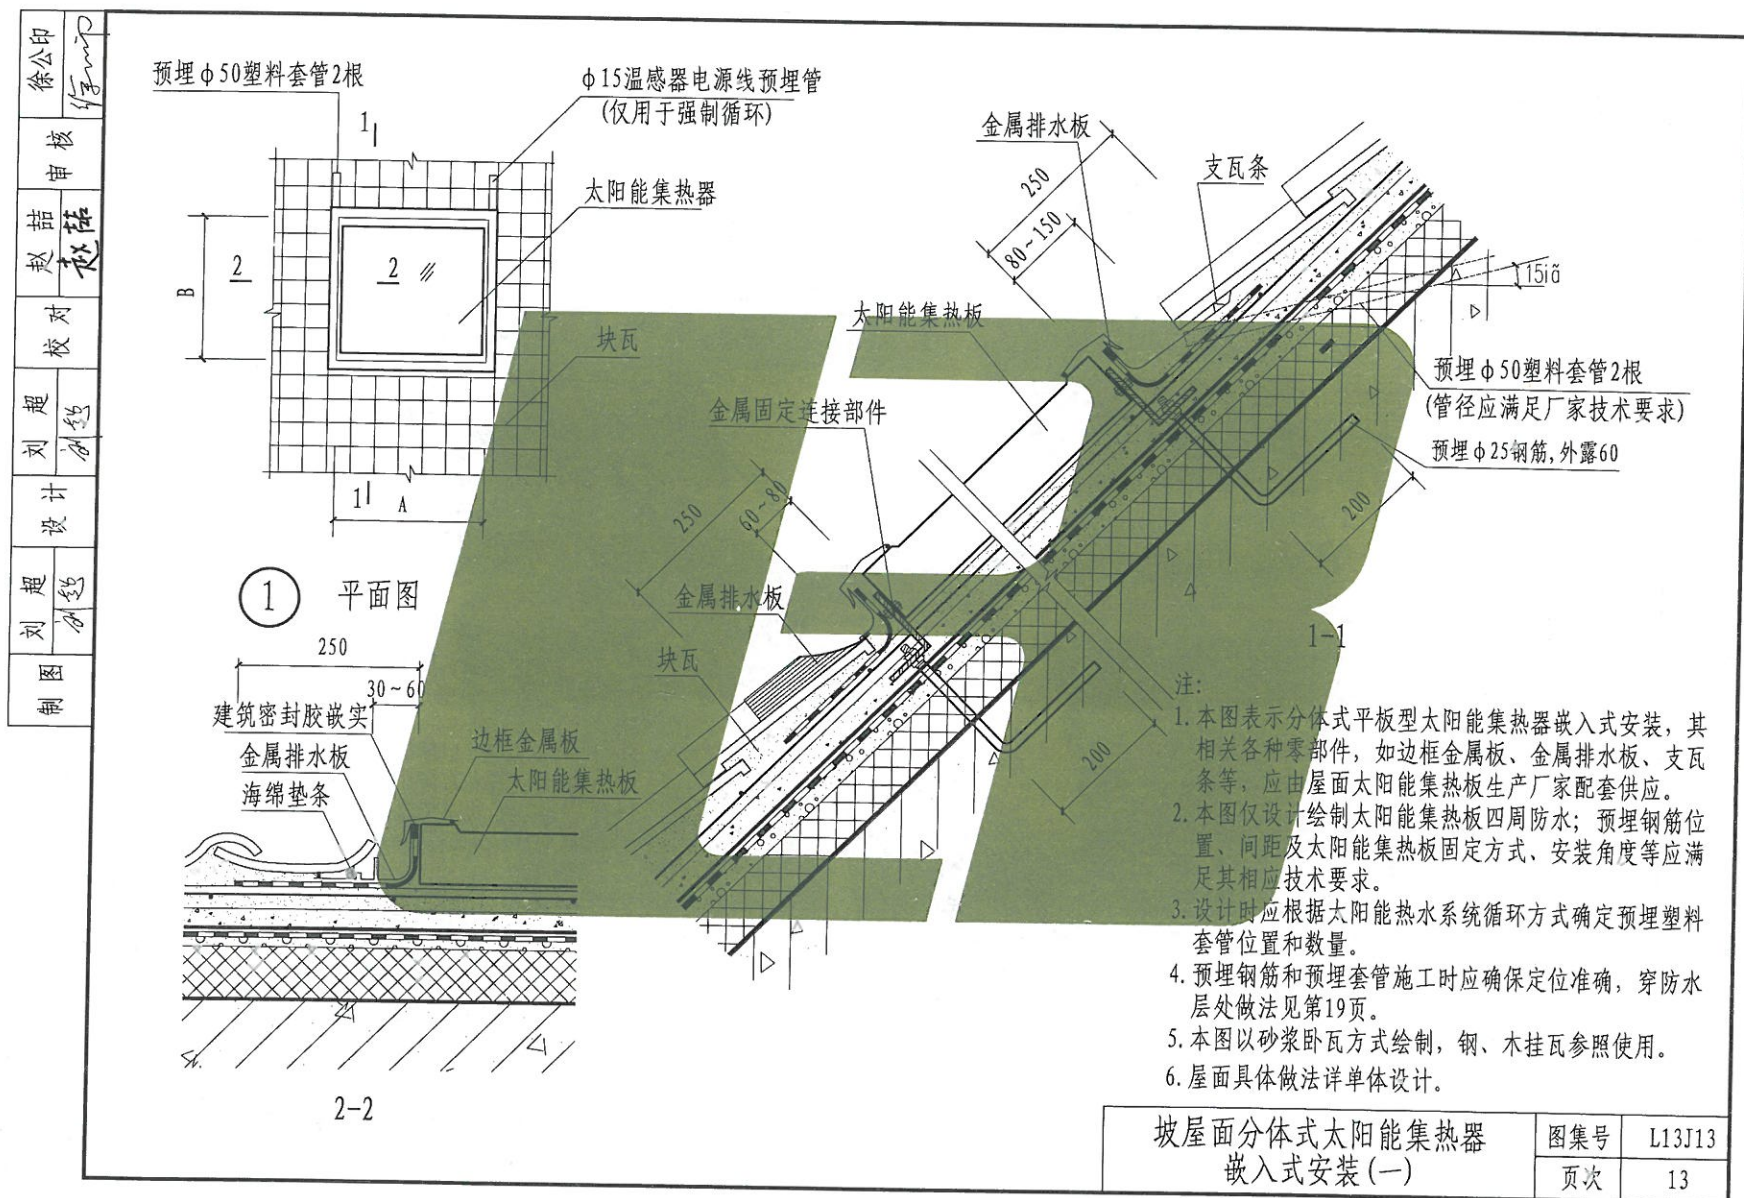 徐公印
审核
赵喆
赵喆
校对
刘超
刘超
设计
刘超
刘超
制图
预埋φ50塑料套管2根
φ15温感器电源线预埋管
(仅用于强制循环)
太阳能集热器
块瓦
1
2
2
B
1
A
1 平面图
金属排水板
支瓦条
250
80~150
15ïã
太阳能集热板
预埋φ50塑料套管2根
(管径应满足厂家技术要求)
预埋φ25钢筋,外露60
200
金属固定连接部件
250
60~80
金属排水板
块瓦
200
1-1
250
30~60
建筑密封胶嵌实
金属排水板
海绵垫条
边框金属板
太阳能集热板
2-2
注:
1.本图表示分体式平板型太阳能集热器嵌入式安装，其
相关各种零部件，如边框金属板、金属排水板、支瓦
条等，应由屋面太阳能集热板生产厂家配套供应。
2.本图仅设计绘制太阳能集热板四周防水；预埋钢筋位
置、间距及太阳能集热板固定方式、安装角度等应满
足其相应技术要求。
3.设计时应根据太阳能热水系统循环方式确定预埋塑料
套管位置和数量。
4.预埋钢筋和预埋套管施工时应确保定位准确，穿防水
层处做法见第19页。
5.本图以砂浆卧瓦方式绘制，钢、木挂瓦参照使用。
6.屋面具体做法详单体设计。
坡屋面分体式太阳能集热器
嵌入式安装(一)
图集号 L13J13
页次 13